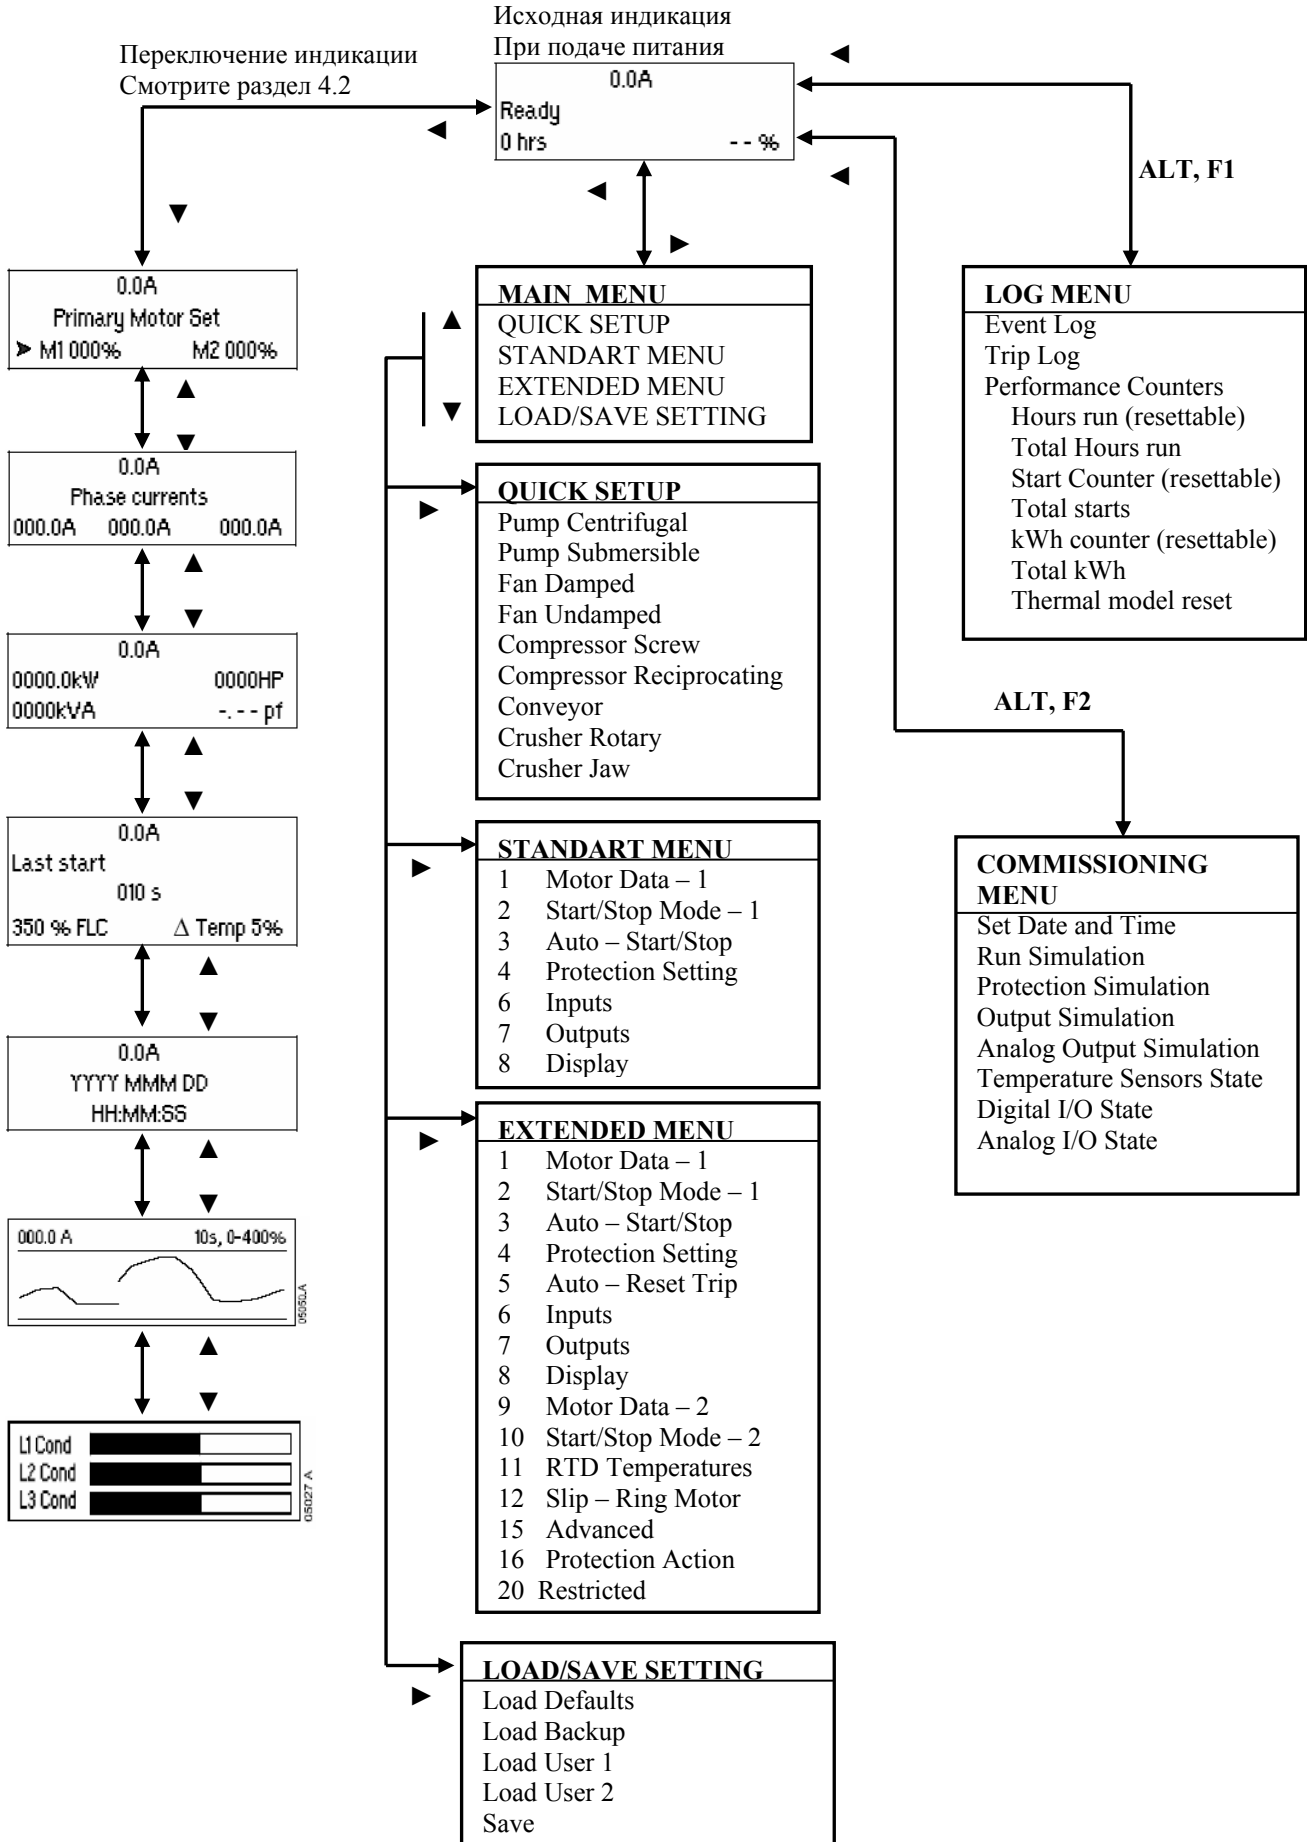 Исходная индикация
При подаче питания
Переключение индикации
Смотрите раздел 4.2
0.0A
Ready
0 hrs - - %
ALT, F1
0.0A
Primary Motor Set
M1 000% M2 000%
0.0A
Phase currents
000.0A 000.0A 000.0A
0.0A
0000.0kW 0000HP
0000kVA -.-- pf
0.0A
Last start
010 s
350 % FLC Δ Temp 5%
0.0A
YYYY MMM DD
HH:MM:SS
000.0 A 10s, 0-400%
05050.A
L1 Cond
L2 Cond
L3 Cond
05027 A
MAIN MENU
QUICK SETUP
STANDART MENU
EXTENDED MENU
LOAD/SAVE SETTING
QUICK SETUP
Pump Centrifugal
Pump Submersible
Fan Damped
Fan Undamped
Compressor Screw
Compressor Reciprocating
Conveyor
Crusher Rotary
Crusher Jaw
STANDART MENU
1 Motor Data – 1
2 Start/Stop Mode – 1
3 Auto – Start/Stop
4 Protection Setting
6 Inputs
7 Outputs
8 Display
EXTENDED MENU
1 Motor Data – 1
2 Start/Stop Mode – 1
3 Auto – Start/Stop
4 Protection Setting
5 Auto – Reset Trip
6 Inputs
7 Outputs
8 Display
9 Motor Data – 2
10 Start/Stop Mode – 2
11 RTD Temperatures
12 Slip – Ring Motor
15 Advanced
16 Protection Action
20 Restricted
LOAD/SAVE SETTING
Load Defaults
Load Backup
Load User 1
Load User 2
Save
LOG MENU
Event Log
Trip Log
Performance Counters
Hours run (resettable)
Total Hours run
Start Counter (resettable)
Total starts
kWh counter (resettable)
Total kWh
Thermal model reset
ALT, F2
COMMISSIONING
MENU
Set Date and Time
Run Simulation
Protection Simulation
Output Simulation
Analog Output Simulation
Temperature Sensors State
Digital I/O State
Analog I/O State